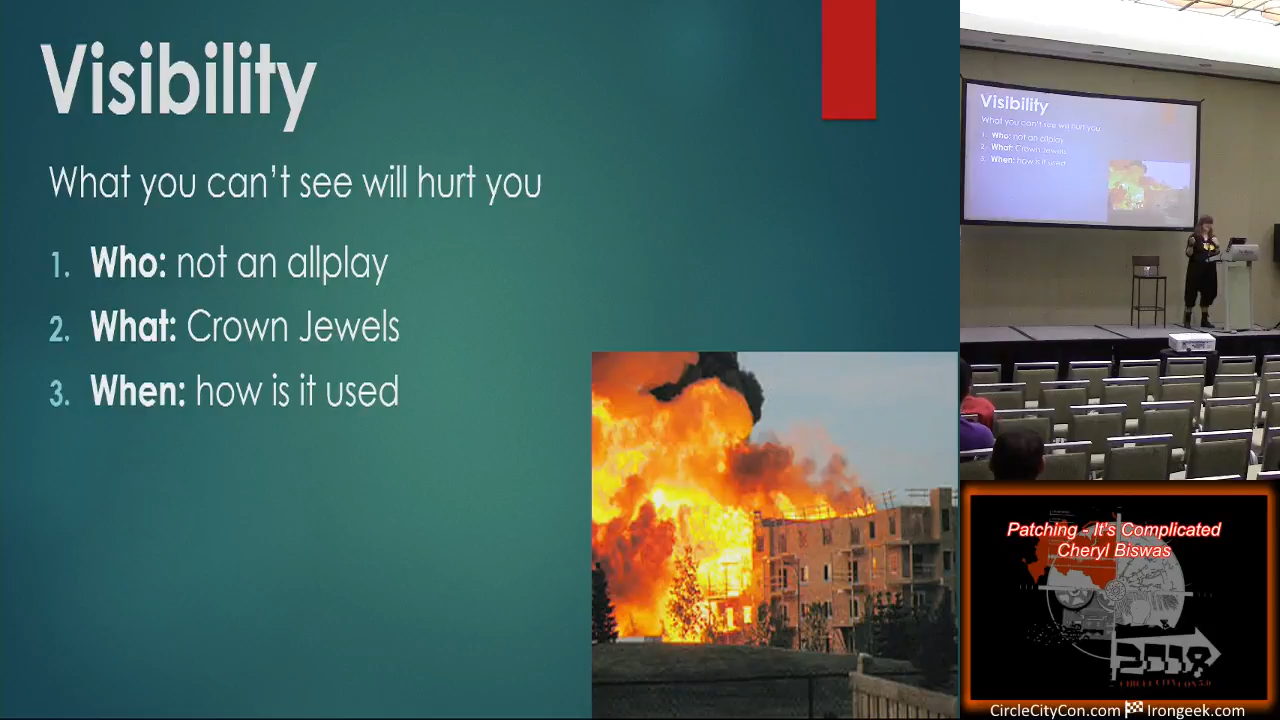 Visibility
What you can't see will hurt you
1. Who: not an allplay
2. What: Crown Jewels
3. When: how is it used
Visibility
What you can't see will hurt you
1. Who: not an allplay
2. What: Crown Jewels
3. When: how is it used
Patching - It's Complicated
Cheryl Biswas
2018
CircleCityCon.com Irongeek.com